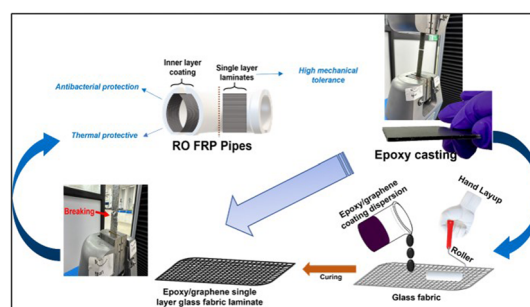 Inner layer
coating
Single layer
laminates
High mechanical
tolerance
Antibacterial protection
Thermal protective
RO FRP Pipes
Epoxy casting
Breaking
Epoxy/graphene
coating dispersion
Hand Layup
Roller
Curing
Glass fabric
Epoxy/graphene single
layer glass fabric laminate